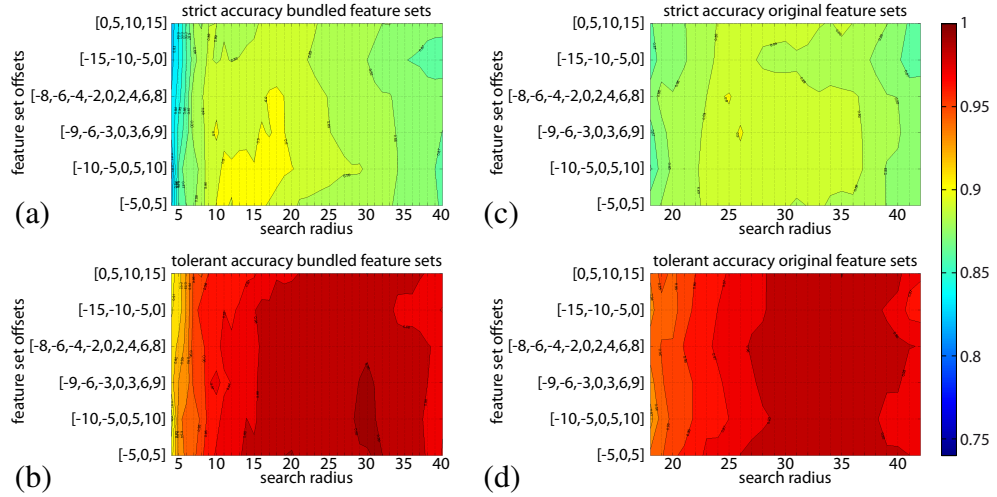 strict accuracy bundled feature sets
feature set offsets
[0,5,10,15]
[-15,-10,-5,0]
[-8,-6,-4,-2,0,2,4,6,8]
[-9,-6,-3,0,3,6,9]
[-10,-5,0,5,10]
[-5,0,5]
5 10 15 20 25 30 35 40
search radius
(a)
strict accuracy original feature sets
feature set offsets
[0,5,10,15]
[-15,-10,-5,0]
[-8,-6,-4,-2,0,2,4,6,8]
[-9,-6,-3,0,3,6,9]
[-10,-5,0,5,10]
[-5,0,5]
20 25 30 35 40
search radius
(c)
tolerant accuracy bundled feature sets
feature set offsets
[0,5,10,15]
[-15,-10,-5,0]
[-8,-6,-4,-2,0,2,4,6,8]
[-9,-6,-3,0,3,6,9]
[-10,-5,0,5,10]
[-5,0,5]
5 10 15 20 25 30 35 40
search radius
(b)
tolerant accuracy original feature sets
feature set offsets
[0,5,10,15]
[-15,-10,-5,0]
[-8,-6,-4,-2,0,2,4,6,8]
[-9,-6,-3,0,3,6,9]
[-10,-5,0,5,10]
[-5,0,5]
20 25 30 35 40
search radius
(d)
1
0.95
0.9
0.85
0.8
0.75